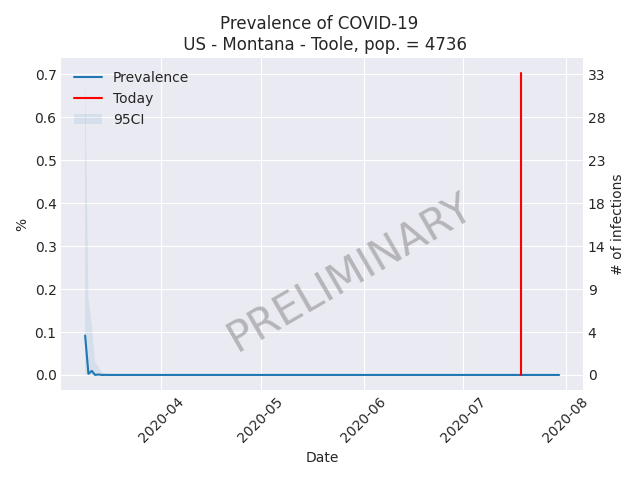 Prevalence of COVID-19
US - Montana - Toole, pop. = 4736
Prevalence
Today
95CI
0.7
0.6
0.5
0.4
0.3
0.2
0.1
0.0
%
33
28
23
18
14
9
4
0
# of infections
PRELIMINARY
2020-04
2020-05
2020-06
2020-07
2020-08
Date